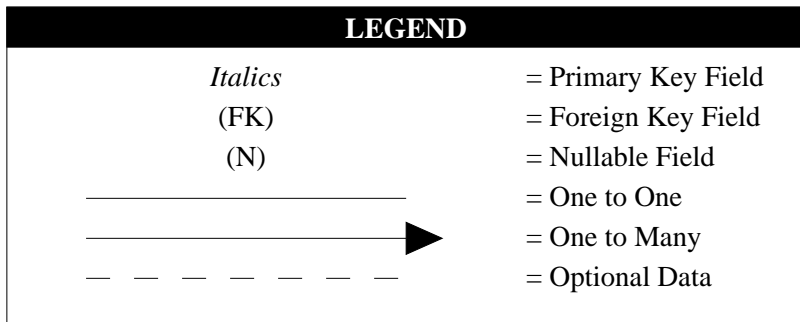 LEGEND
Italics = Primary Key Field
(FK) = Foreign Key Field
(N) = Nullable Field
= One to One
= One to Many
= Optional Data